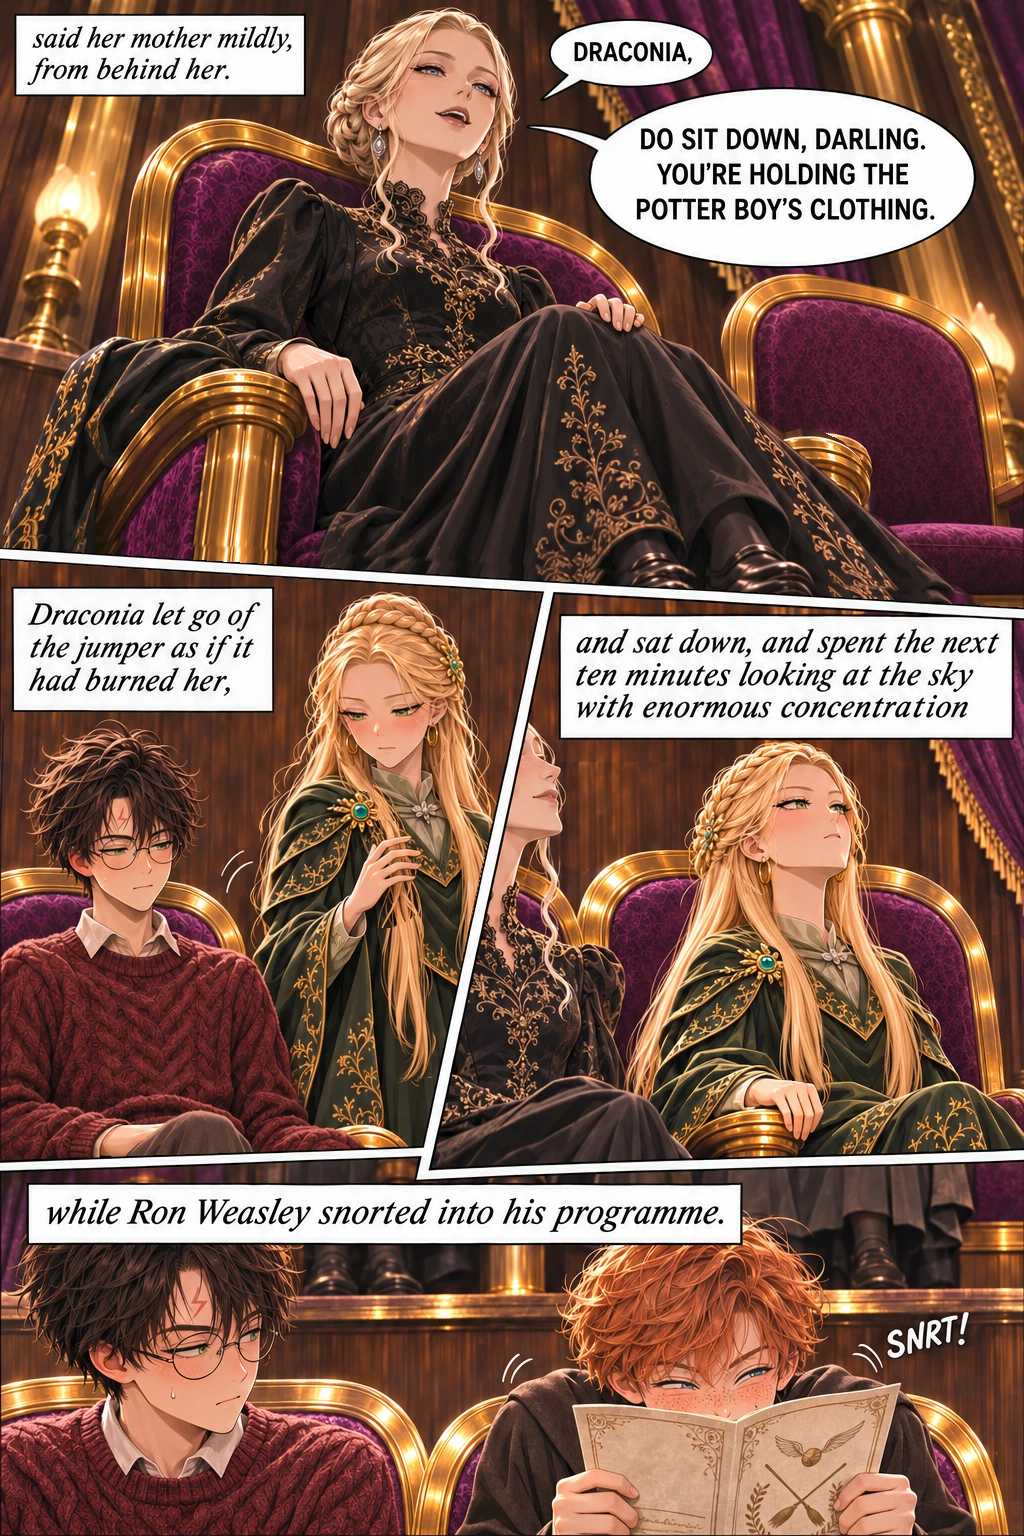 said her mother mildly,
from behind her.
DRACONIA,
DO SIT DOWN, DARLING.
YOU'RE HOLDING THE
POTTER BOY'S CLOTHING.
Draconia let go of
the jumper as if it
had burned her,
and sat down, and spent the next
ten minutes looking at the sky
with enormous concentration
while Ron Weasley snorted into his programme.
SNRT!